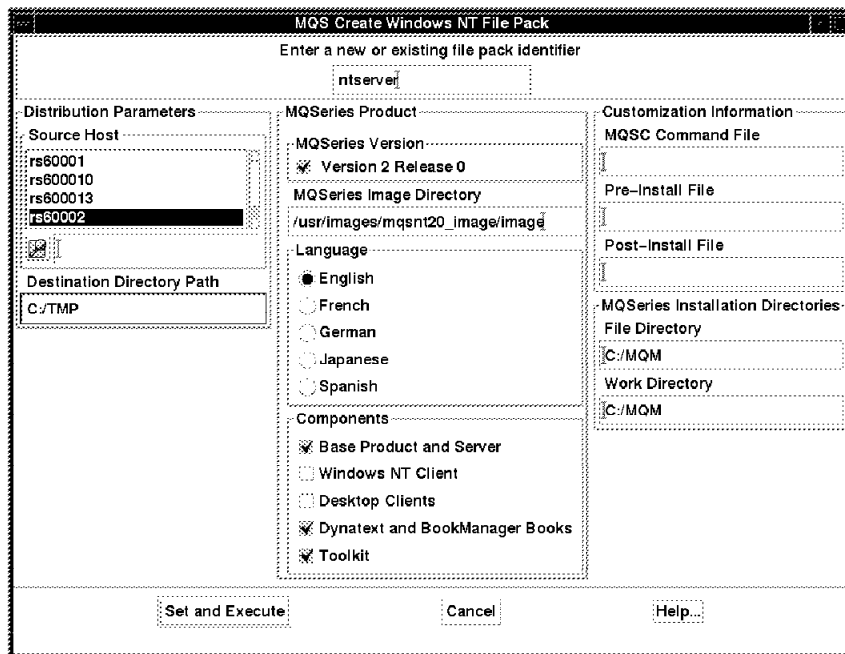 MQS Create Windows NT File Pack
Enter a new or existing file pack identifier
ntserver
Distribution Parameters
Source Host
rs60001
rs600010
rs600013
rs60002
Destination Directory Path
C:/TMP
MQSeries Product
MQSeries Version
Version 2 Release 0
MQSeries Image Directory
/usr/images/mqsnt20_image/image
Language
English
French
German
Japanese
Spanish
Components
Base Product and Server
Windows NT Client
Desktop Clients
Dynatext and BookManager Books
Toolkit
Customization Information
MQSC Command File
Pre-Install File
Post-Install File
MQSeries Installation Directories
File Directory
C:/MQM
Work Directory
C:/MQM
Set and Execute
Cancel
Help...